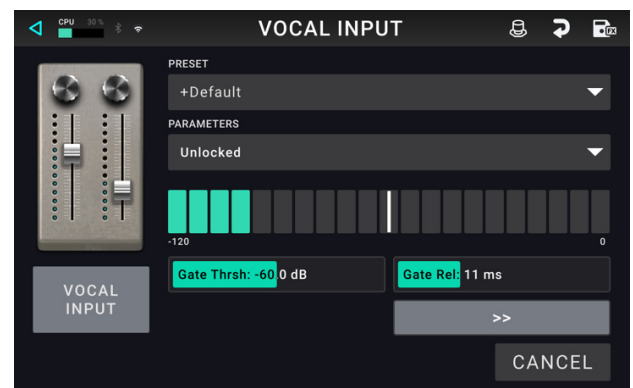 CPU 30 %
VOCAL INPUT
FX
PRESET
+Default
PARAMETERS
Unlocked
-120
0
Gate Thrsh: -60.0 dB
Gate Rel: 11 ms
VOCAL
INPUT
>>
CANCEL